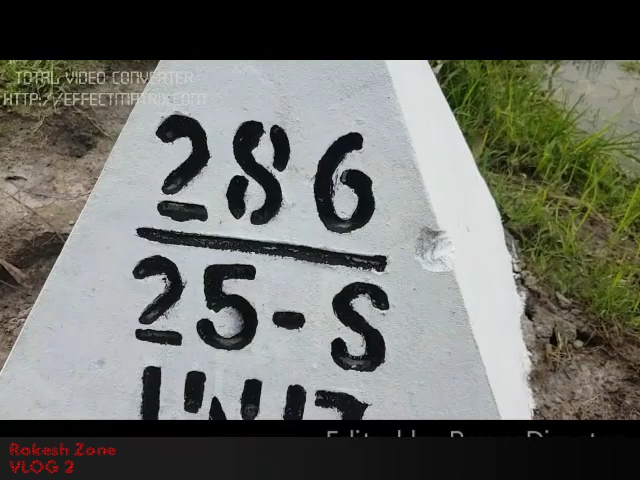 TOTAL VIDEO CONVERTER
HTTP://EFFECTMATRIX.COM
286
25-S
Rakesh Zone
VLOG 2